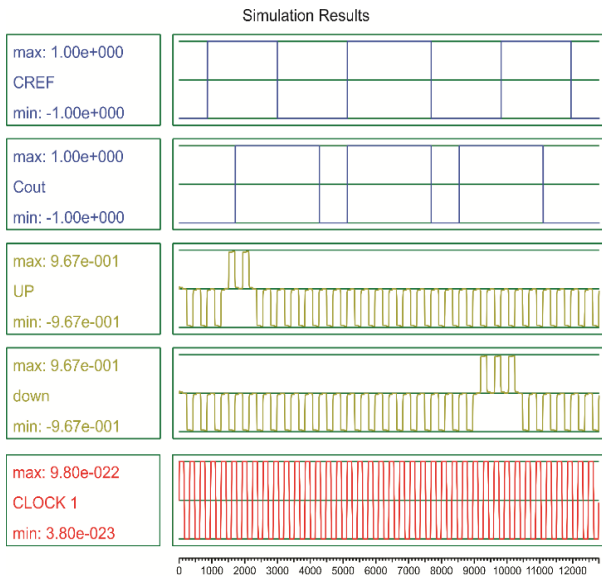 Simulation Results
max: 1.00e+000
CREF
min: -1.00e+000
max: 1.00e+000
Cout
min: -1.00e+000
max: 9.67e-001
UP
min: -9.67e-001
max: 9.67e-001
down
min: -9.67e-001
max: 9.80e-022
CLOCK 1
min: 3.80e-023
0 1000 2000 3000 4000 5000 6000 7000 8000 9000 10000 11000 12000